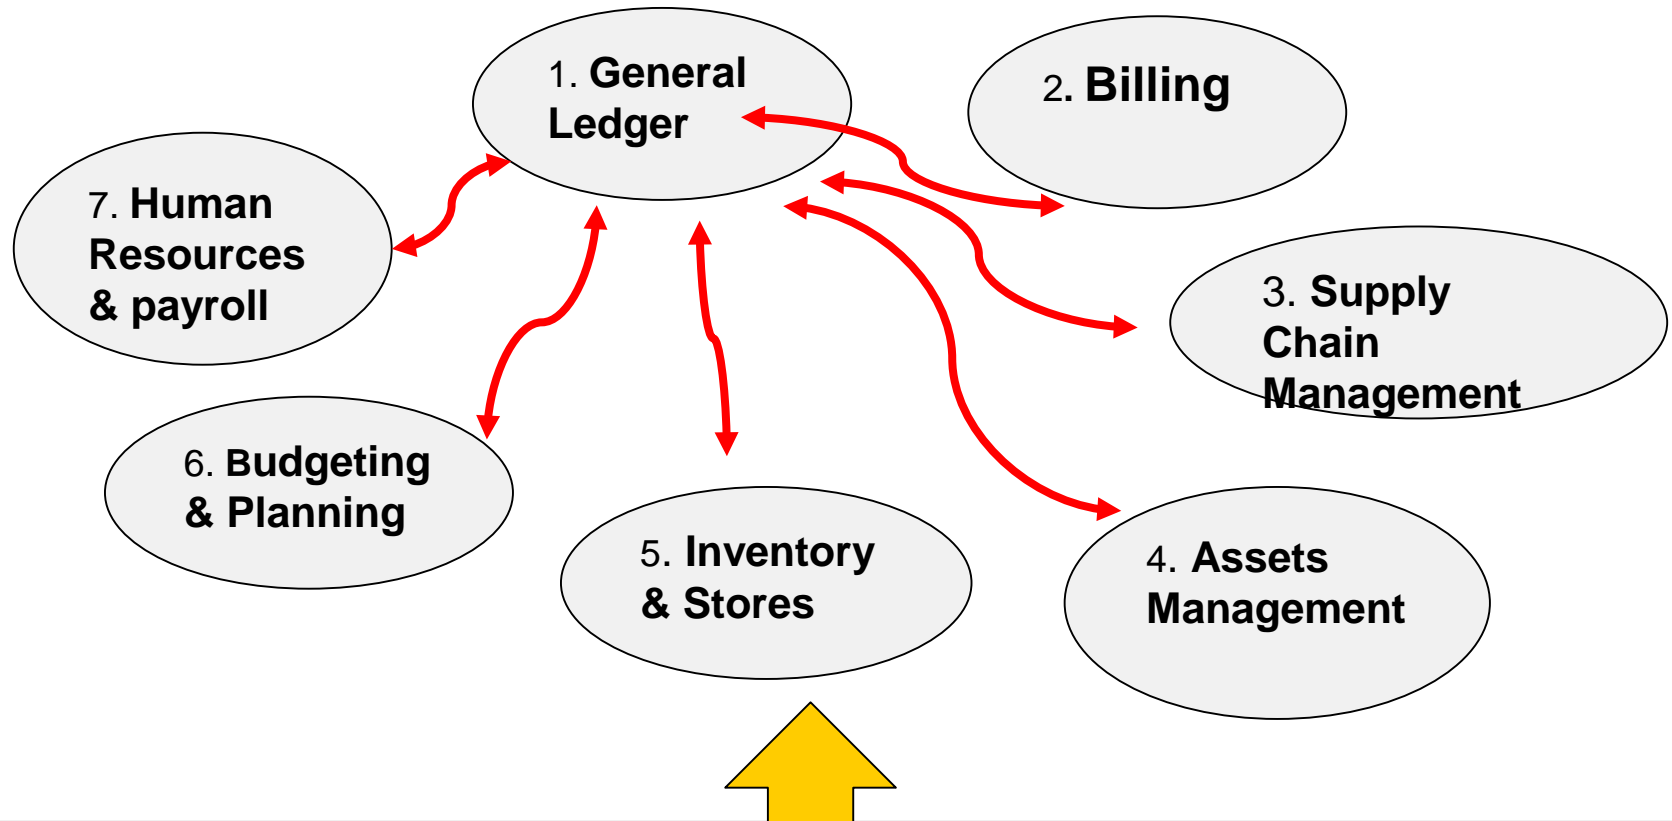 1. General
Ledger
2. Billing
3. Supply
Chain
Management
4. Assets
Management
5. Inventory
& Stores
6. Budgeting
& Planning
7. Human
Resources
& payroll